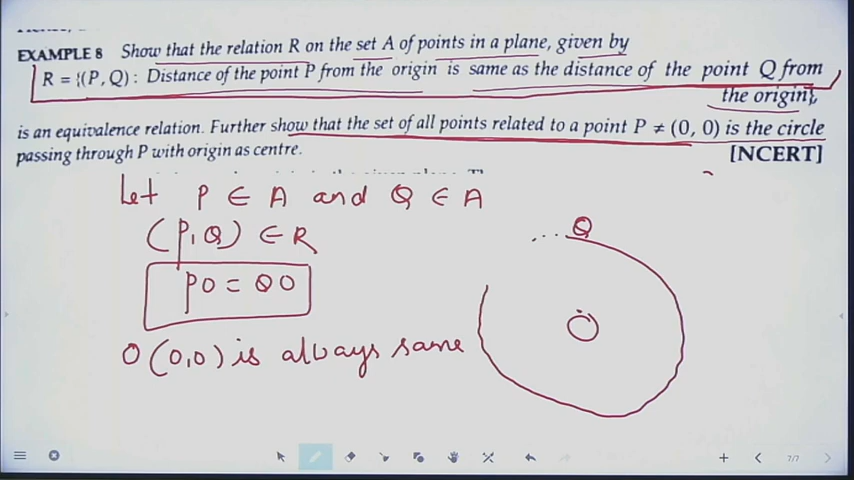 EXAMPLE 8 Show that the relation R on the set A of points in a plane, given by
R = {(P, Q) : Distance of the point P from the origin is same as the distance of the point Q from
the origin},
is an equivalence relation. Further show that the set of all points related to a point P ≠ (0, 0) is the circle
passing through P with origin as centre. [NCERT]
Let P ∈ A and Q ∈ A
(P, Q) ∈ R
PO = QO
O (0,0) is always same
Q
O
7/7